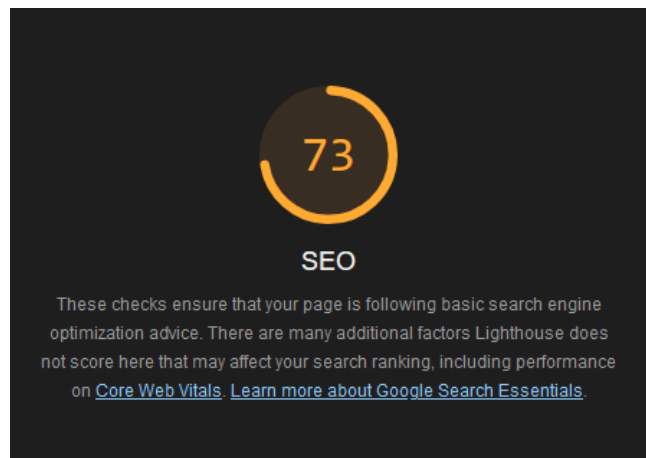 73
SEO
These checks ensure that your page is following basic search engine
optimization advice. There are many additional factors Lighthouse does
not score here that may affect your search ranking, including performance
on Core Web Vitals. Learn more about Google Search Essentials.